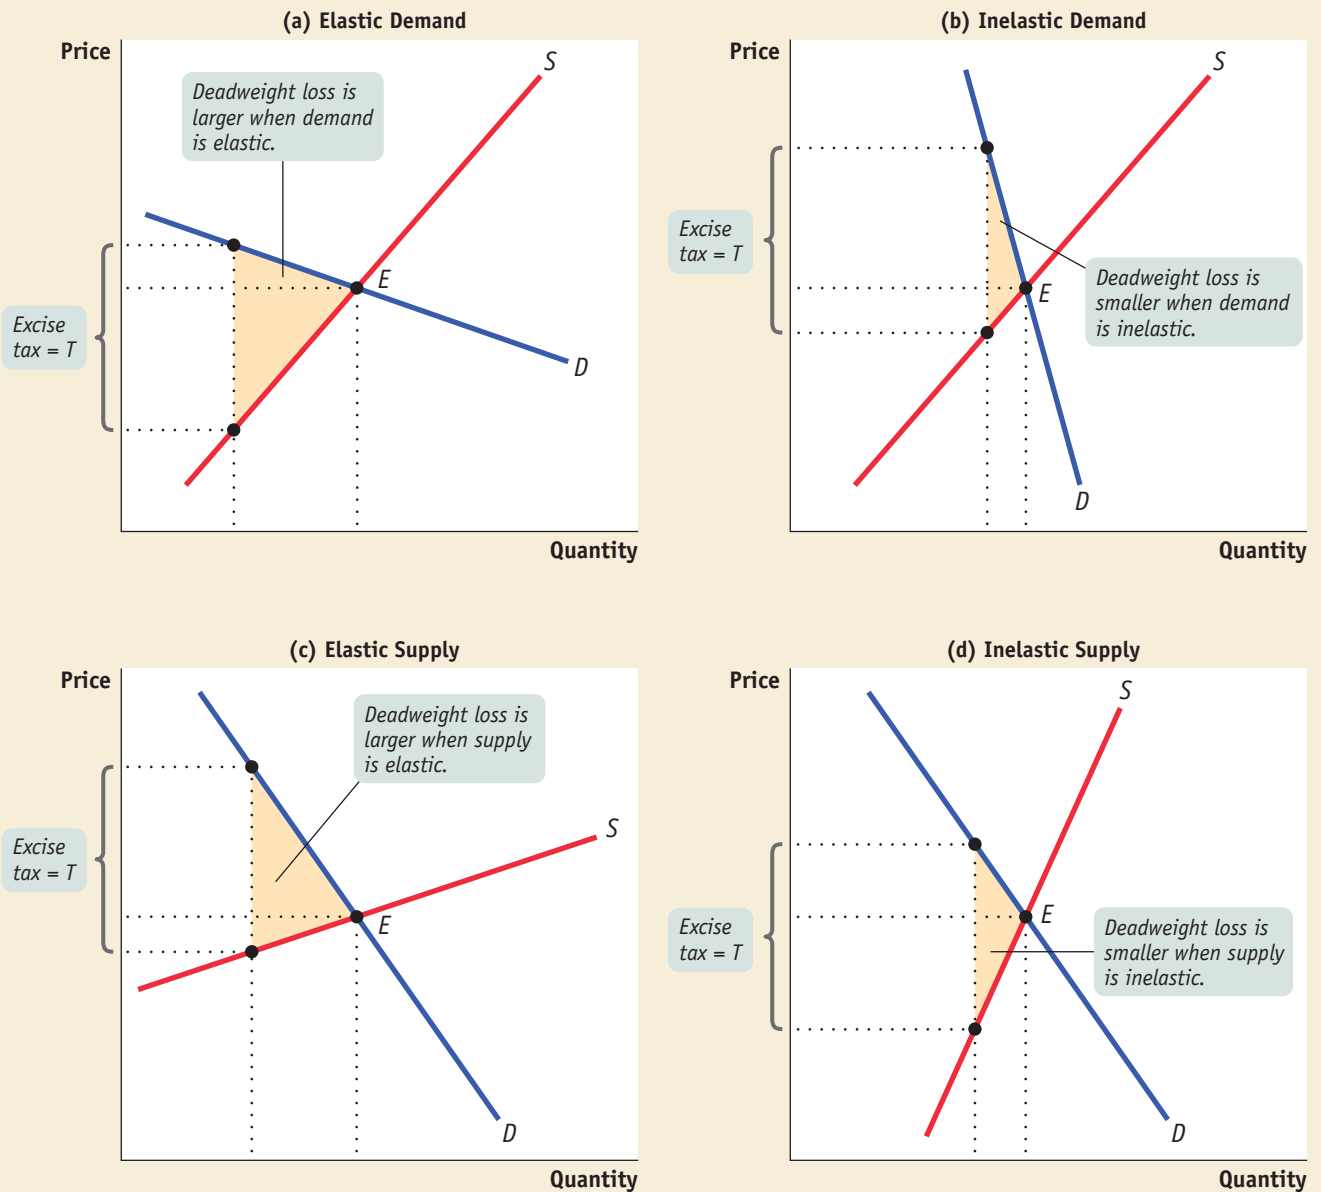 (a) Elastic Demand
Price
S
Deadweight loss is
larger when demand
is elastic.
E
Excise
tax = T
D
Quantity
(b) Inelastic Demand
Price
S
Excise
tax = T
Deadweight loss is
smaller when demand
is inelastic.
E
D
Quantity
(c) Elastic Supply
Price
Deadweight loss is
larger when supply
is elastic.
S
Excise
tax = T
E
D
Quantity
(d) Inelastic Supply
Price
S
E
Excise
tax = T
Deadweight loss is
smaller when supply
is inelastic.
D
Quantity